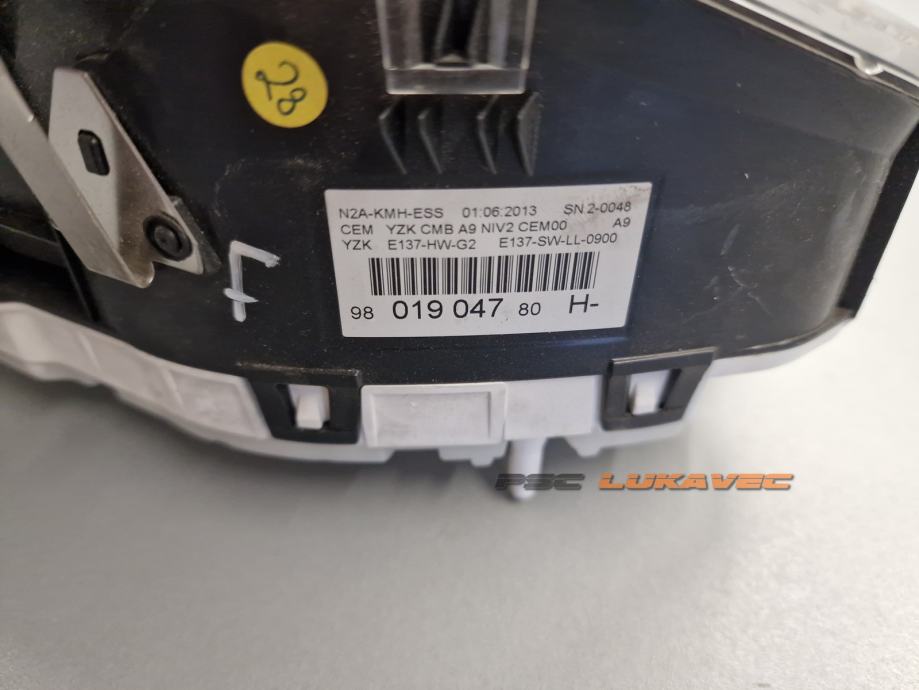 28
N2A-KMH-ESS 01:06:2013 SN 2-0048
CEM YZK CMB A9 NIV2 CEM00 A9
YZK E137-HW-G2 E137-SW-LL-0900
98 019 047 80 H-
PSC LUKAVEC